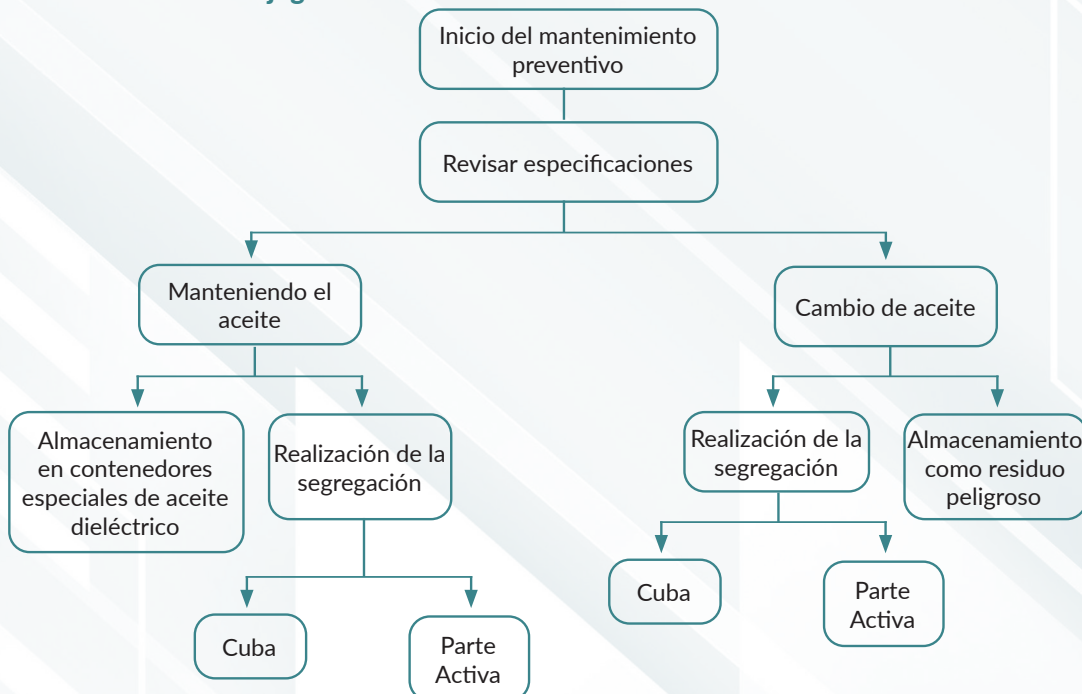 Inicio del mantenimiento
preventivo
Revisar especificaciones
Manteniendo el
aceite
Cambio de aceite
Almacenamiento
en contenedores
especiales de aceite
dieléctrico
Realización de la
segregación
Realización de la
segregación
Almacenamiento
como residuo
peligroso
Cuba
Parte
Activa
Cuba
Parte
Activa